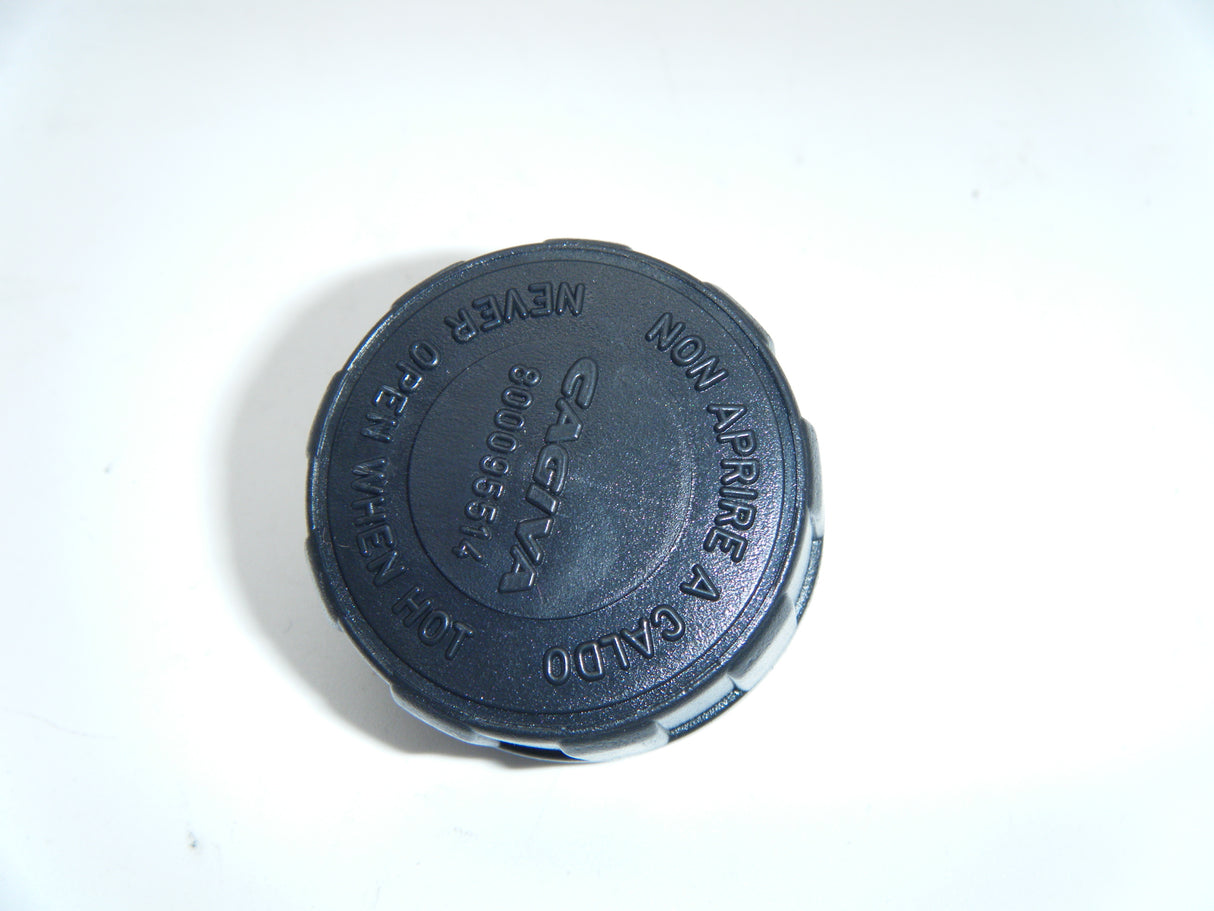 NON APRIRE A CALDO
CAGIVA
800095514
NEVER OPEN WHEN HOT